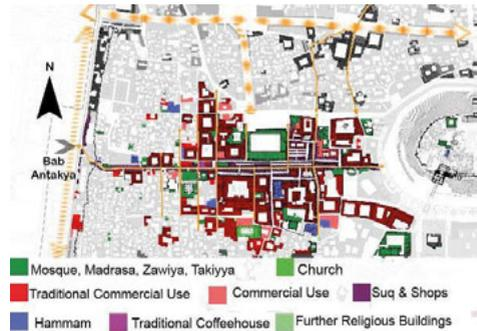 N
Bab
Antakya
Mosque, Madrasa, Zawiya, Takiyya
Church
Traditional Commercial Use
Commercial Use
Suq & Shops
Hammam
Traditional Coffeehouse
Further Religious Buildings